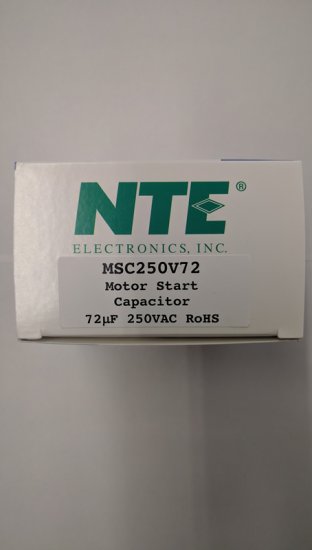 NTE®
ELECTRONICS, INC.
MSC250V72
Motor Start
Capacitor
72µF 250VAC RoHS